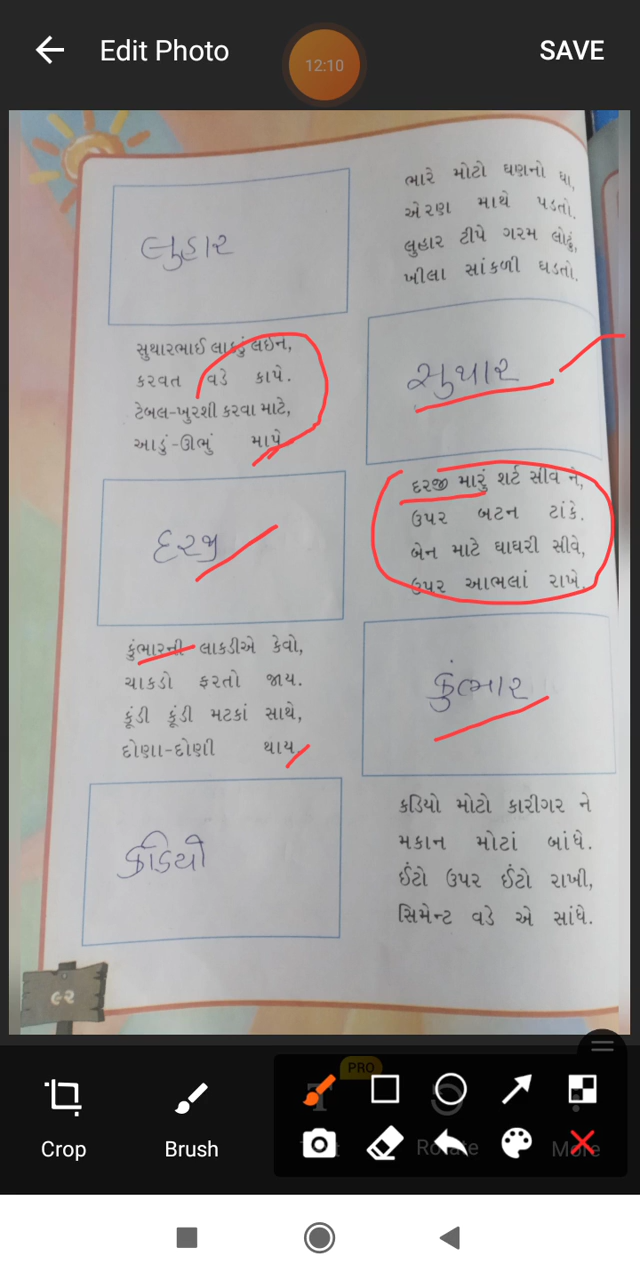 Edit Photo
12:10
SAVE
લુહાર
ભારે મોટો ઘણનો ઘા,
એરણ માથે પડતો.
લુહાર ટીપે ગરમ લોઢું,
ખીલા સાંકળી ઘડતો.
સુથારભાઈ લાકડું લઈને,
કરવત વડે કાપે.
ટેબલ-ખુરશી કરવા માટે,
આડું-ઊભું માપે
સુથાર
દરજી
દરજી મારું શર્ટ સીવે ને,
ઉપર બટન ટાંકે.
બેન માટે ઘાઘરી સીવે,
ઉપર આભલાં રાખે.
કુંભારની લાકડીએ કેવો,
ચાકડો ફરતો જાય.
કૂંડી કૂંડી મટકાં સાથે,
દોણા-દોણી થાય
કુંભાર
કડિયો
કડિયો મોટો કારીગર ને
મકાન મોટાં બાંધે.
ઈંટો ઉપર ઈંટો રાખી,
સિમેન્ટ વડે એ સાંધે.
૯૨
Crop
Brush
PRO
Rotate
More